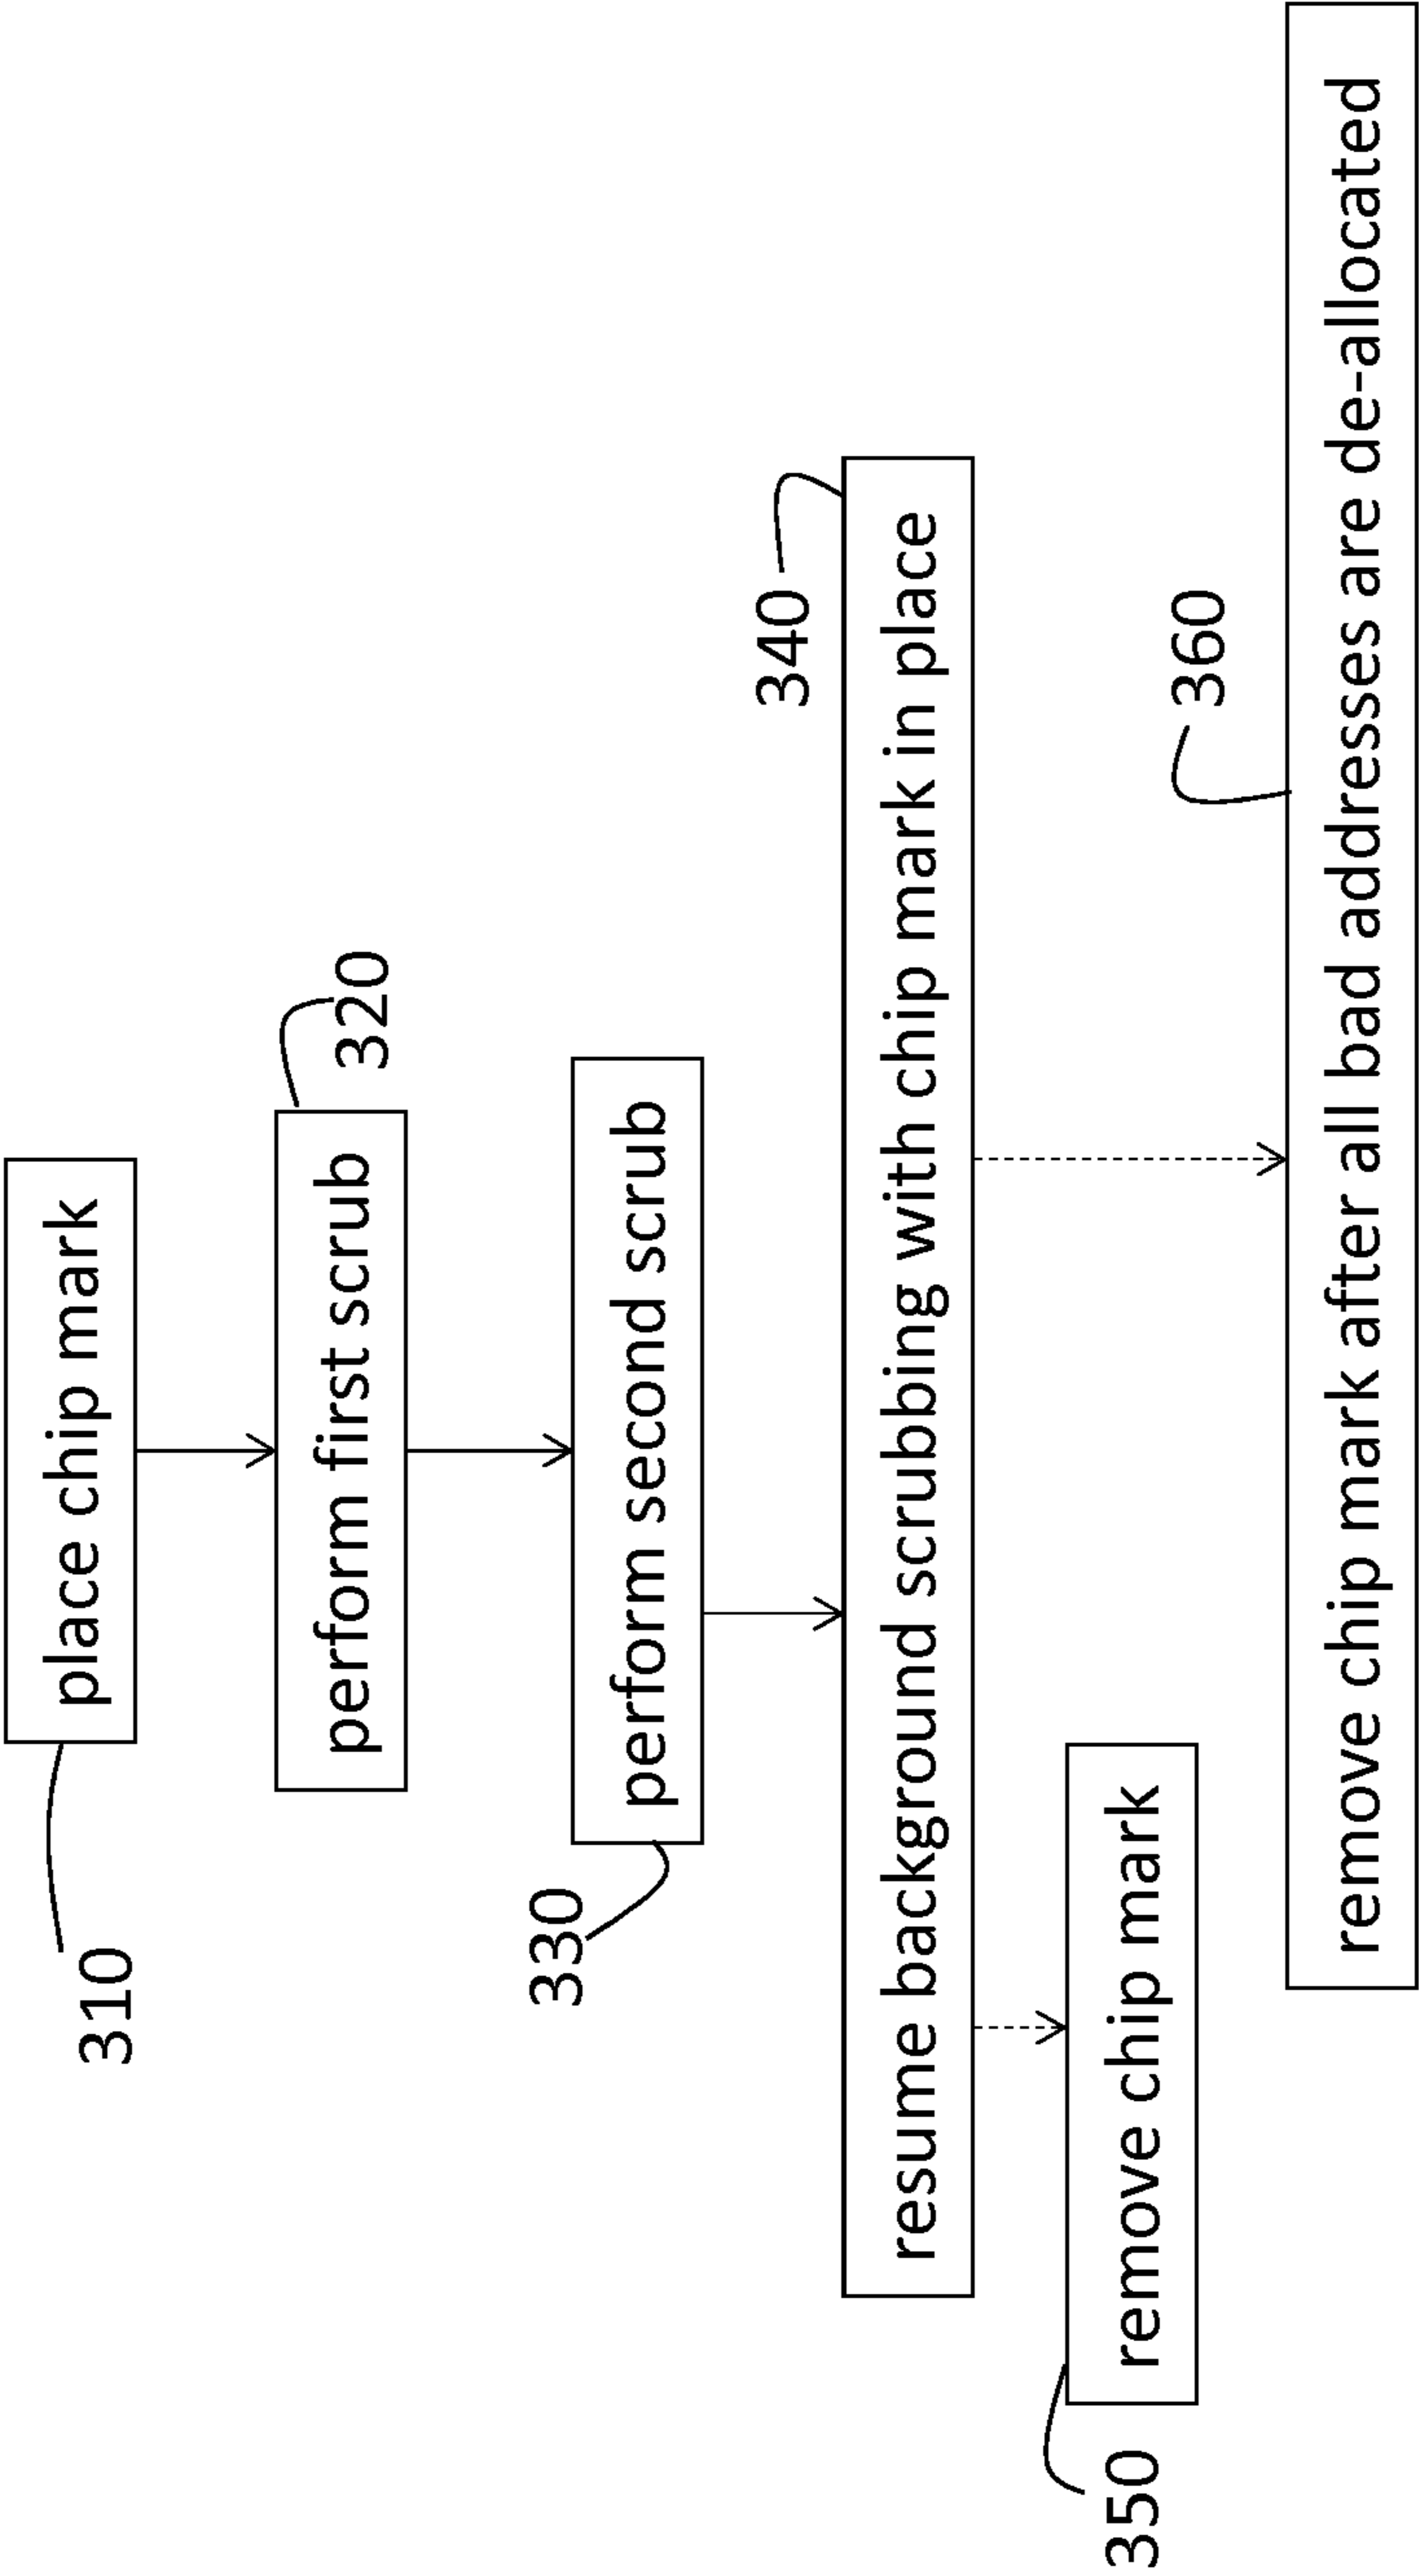 310
place chip mark
perform first scrub
320
330
perform second scrub
340
resume background scrubbing with chip mark in place
350
remove chip mark
360
remove chip mark after all bad addresses are de-allocated